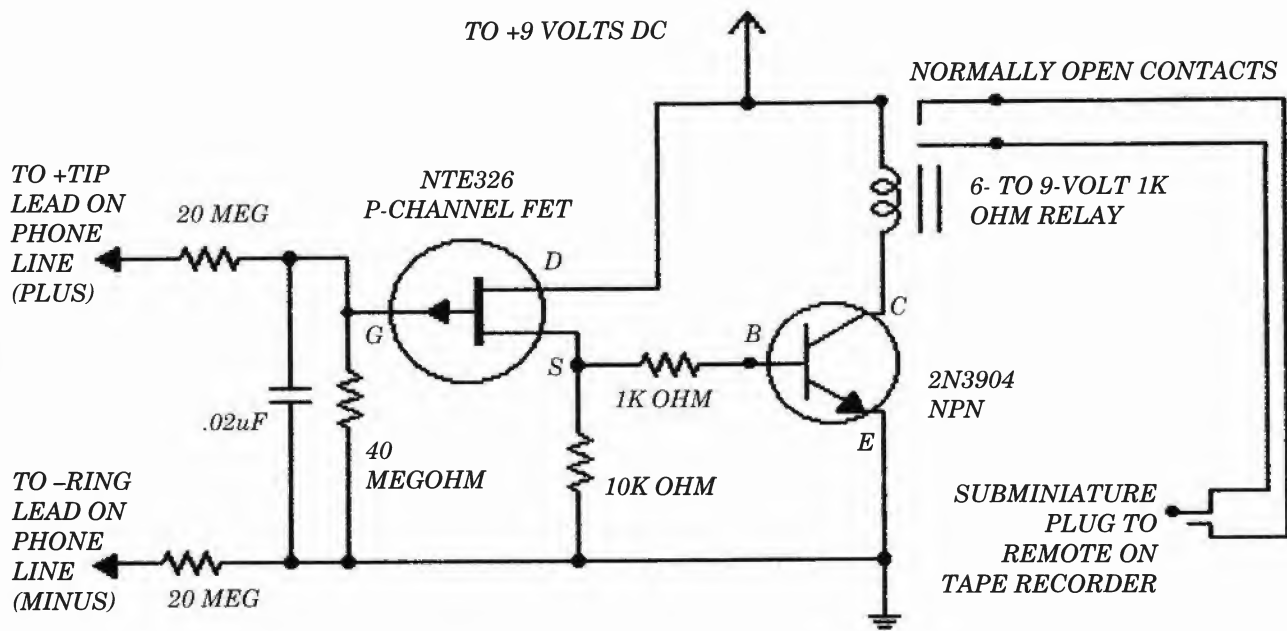 TO +9 VOLTS DC
NORMALLY OPEN CONTACTS
TO +TIP
LEAD ON
PHONE
LINE
(PLUS)
20 MEG
NTE326
P-CHANNEL FET
D
G
S
6- TO 9-VOLT 1K
OHM RELAY
B
C
1K OHM
2N3904
NPN
E
.02uF
40
MEGOHM
10K OHM
TO –RING
LEAD ON
PHONE
LINE
(MINUS)
20 MEG
SUBMINIATURE
PLUG TO
REMOTE ON
TAPE RECORDER